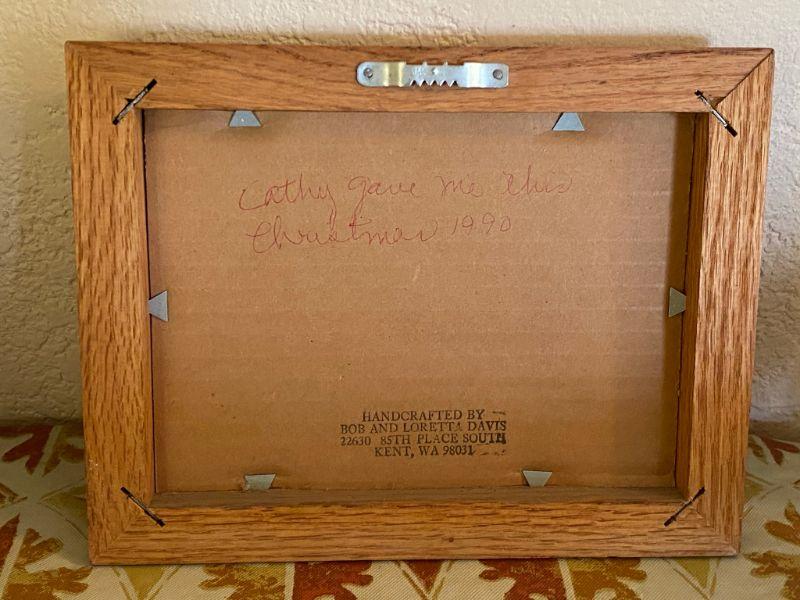 Cathy gave me this
Christmas 1990
HANDCRAFTED BY
BOB AND LORETTA DAVIS
22630 85TH PLACE SOUTH
KENT, WA 98031